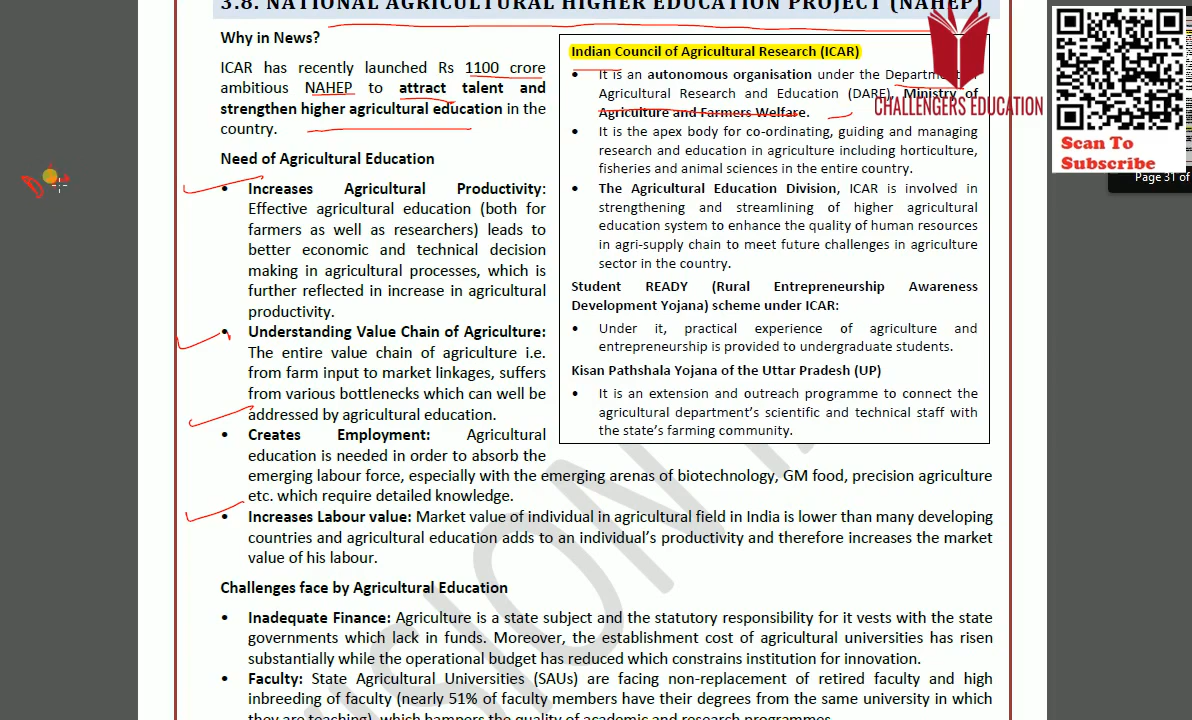 3.8. NATIONAL AGRICULTURAL HIGHER EDUCATION PROJECT (NAHEP)
Why in News?
ICAR has recently launched Rs 1100 crore
ambitious NAHEP to attract talent and
strengthen higher agricultural education in the
country.
Need of Agricultural Education
• Increases Agricultural Productivity:
Effective agricultural education (both for
farmers as well as researchers) leads to
better economic and technical decision
making in agricultural processes, which is
further reflected in increase in agricultural
productivity.
• Understanding Value Chain of Agriculture:
The entire value chain of agriculture i.e.
from farm input to market linkages, suffers
from various bottlenecks which can well be
addressed by agricultural education.
• Creates Employment: Agricultural
education is needed in order to absorb the
emerging labour force, especially with the emerging arenas of biotechnology, GM food, precision agriculture
etc. which require detailed knowledge.
• Increases Labour value: Market value of individual in agricultural field in India is lower than many developing
countries and agricultural education adds to an individual's productivity and therefore increases the market
value of his labour.
Indian Council of Agricultural Research (ICAR)
• It is an autonomous organisation under the Department of
Agricultural Research and Education (DARE), Ministry of
Agriculture and Farmers Welfare.
• It is the apex body for co-ordinating, guiding and managing
research and education in agriculture including horticulture,
fisheries and animal sciences in the entire country.
• The Agricultural Education Division, ICAR is involved in
strengthening and streamlining of higher agricultural
education system to enhance the quality of human resources
in agri-supply chain to meet future challenges in agriculture
sector in the country.
Student READY (Rural Entrepreneurship Awareness
Development Yojana) scheme under ICAR:
• Under it, practical experience of agriculture and
entrepreneurship is provided to undergraduate students.
Kisan Pathshala Yojana of the Uttar Pradesh (UP)
• It is an extension and outreach programme to connect the
agricultural department's scientific and technical staff with
the state's farming community.
Challenges face by Agricultural Education
• Inadequate Finance: Agriculture is a state subject and the statutory responsibility for it vests with the state
governments which lack in funds. Moreover, the establishment cost of agricultural universities has risen
substantially while the operational budget has reduced which constrains institution for innovation.
• Faculty: State Agricultural Universities (SAUs) are facing non-replacement of retired faculty and high
inbreeding of faculty (nearly 51% of faculty members have their degrees from the same university in which
they are teaching), which hampers the quality of academic and research programmes.
CHALLENGERS EDUCATION
Scan To
Subscribe
Page 31 of